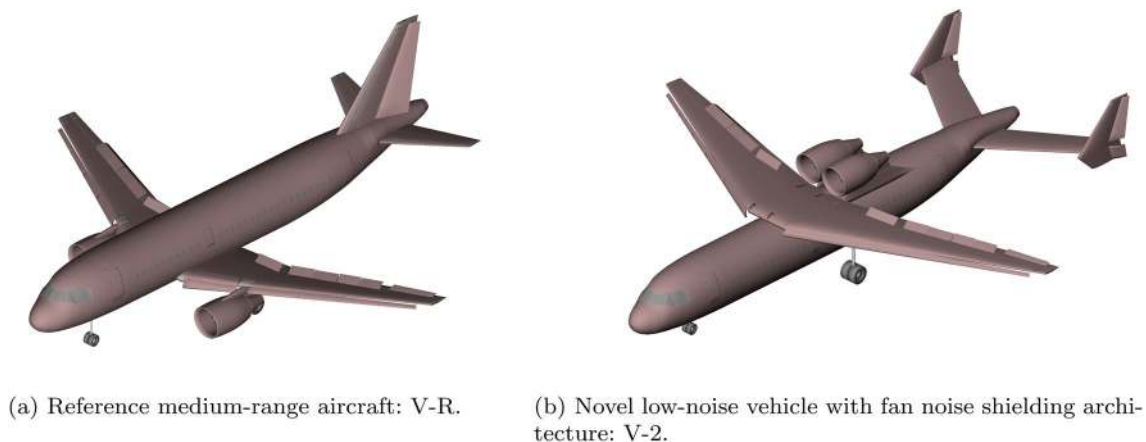 (a) Reference medium-range aircraft: V-R.
(b) Novel low-noise vehicle with fan noise shielding archi-
tecture: V-2.